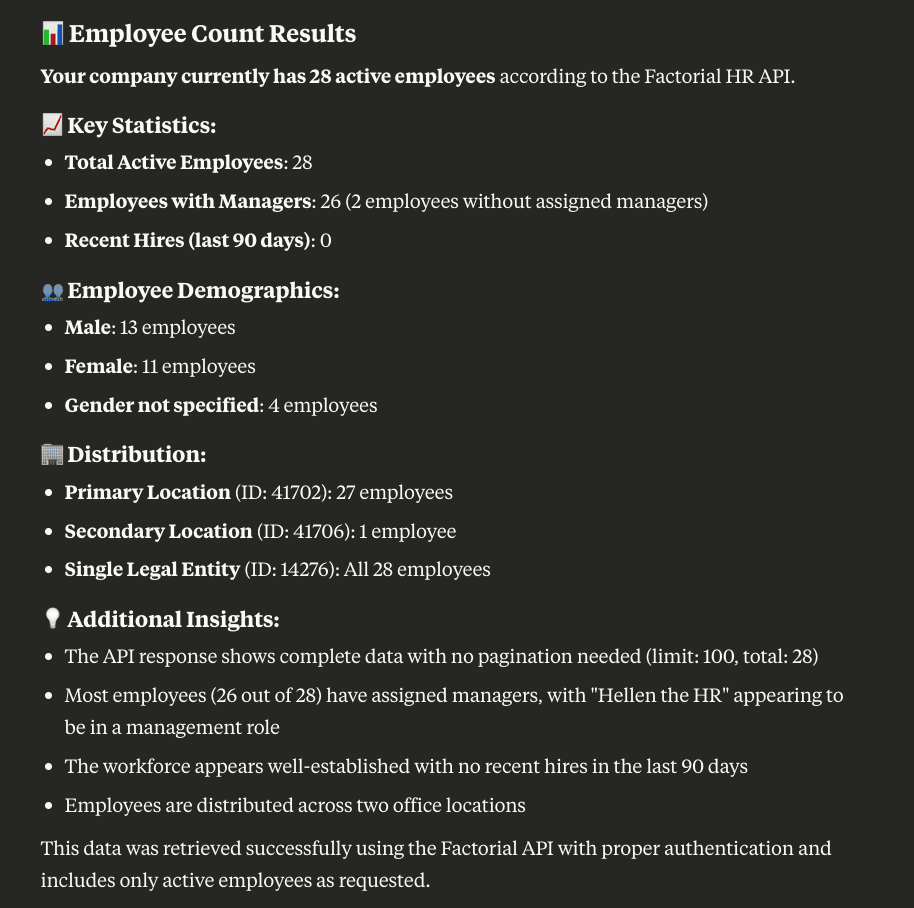 📊 Employee Count Results
Your company currently has 28 active employees according to the Factorial HR API.
📈 Key Statistics:
• Total Active Employees: 28
• Employees with Managers: 26 (2 employees without assigned managers)
• Recent Hires (last 90 days): 0
👥 Employee Demographics:
• Male: 13 employees
• Female: 11 employees
• Gender not specified: 4 employees
🏢 Distribution:
• Primary Location (ID: 41702): 27 employees
• Secondary Location (ID: 41706): 1 employee
• Single Legal Entity (ID: 14276): All 28 employees
💡 Additional Insights:
• The API response shows complete data with no pagination needed (limit: 100, total: 28)
• Most employees (26 out of 28) have assigned managers, with "Hellen the HR" appearing to
be in a management role
• The workforce appears well-established with no recent hires in the last 90 days
• Employees are distributed across two office locations
This data was retrieved successfully using the Factorial API with proper authentication and
includes only active employees as requested.